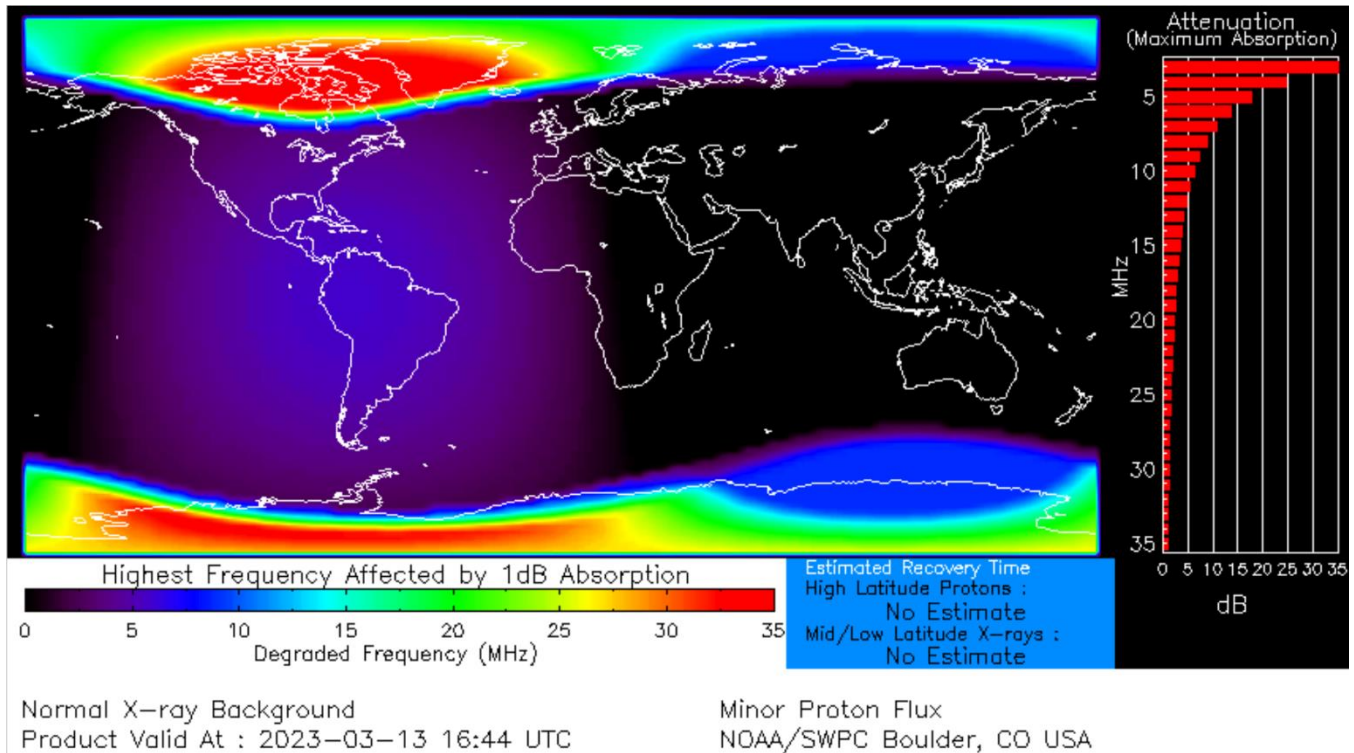 Attenuation
(Maximum Absorption)
5
10
15
20
25
30
35
MHz
0 5 10 15 20 25 30 35
dB
Highest Frequency Affected by 1dB Absorption
0 5 10 15 20 25 30 35
Degraded Frequency (MHz)
Estimated Recovery Time
High Latitude Protons :
No Estimate
Mid/Low Latitude X-rays :
No Estimate
Normal X-ray Background
Product Valid At : 2023-03-13 16:44 UTC
Minor Proton Flux
NOAA/SWPC Boulder, CO USA